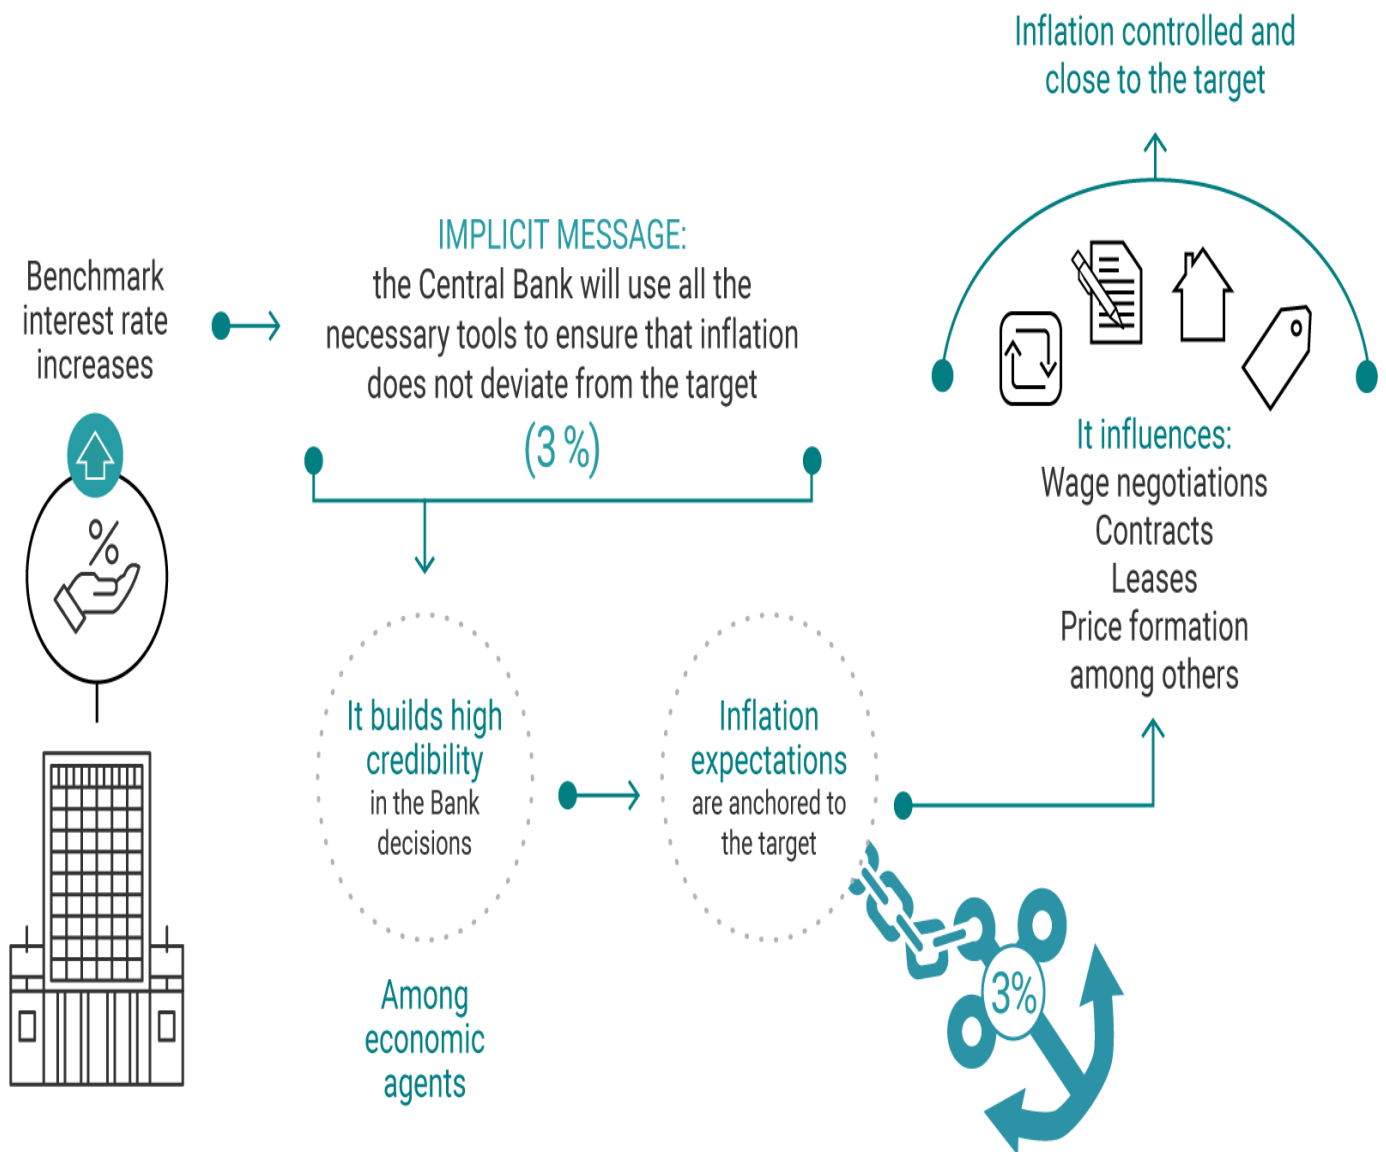 Benchmark
interest rate
increases
%
IMPLICIT MESSAGE:
the Central Bank will use all the
necessary tools to ensure that inflation
does not deviate from the target
(3 %)
It builds high
credibility
in the Bank
decisions
Among
economic
agents
Inflation
expectations
are anchored to
the target
3%
It influences:
Wage negotiations
Contracts
Leases
Price formation
among others
Inflation controlled and
close to the target